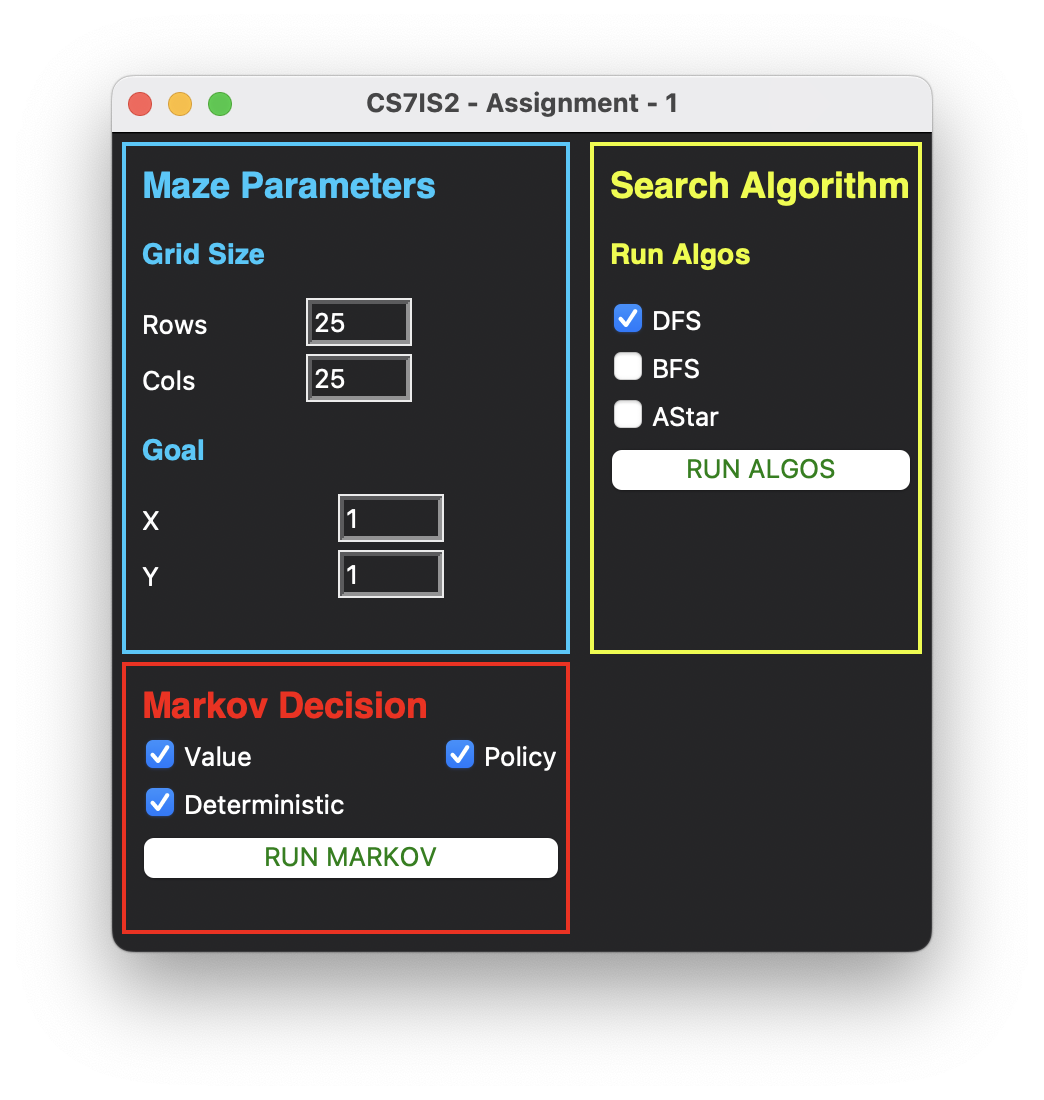 CS7IS2 - Assignment - 1
Maze Parameters
Grid Size
Rows 25
Cols 25
Goal
X 1
Y 1
Search Algorithm
Run Algos
DFS
BFS
AStar
RUN ALGOS
Markov Decision
Value Policy
Deterministic
RUN MARKOV